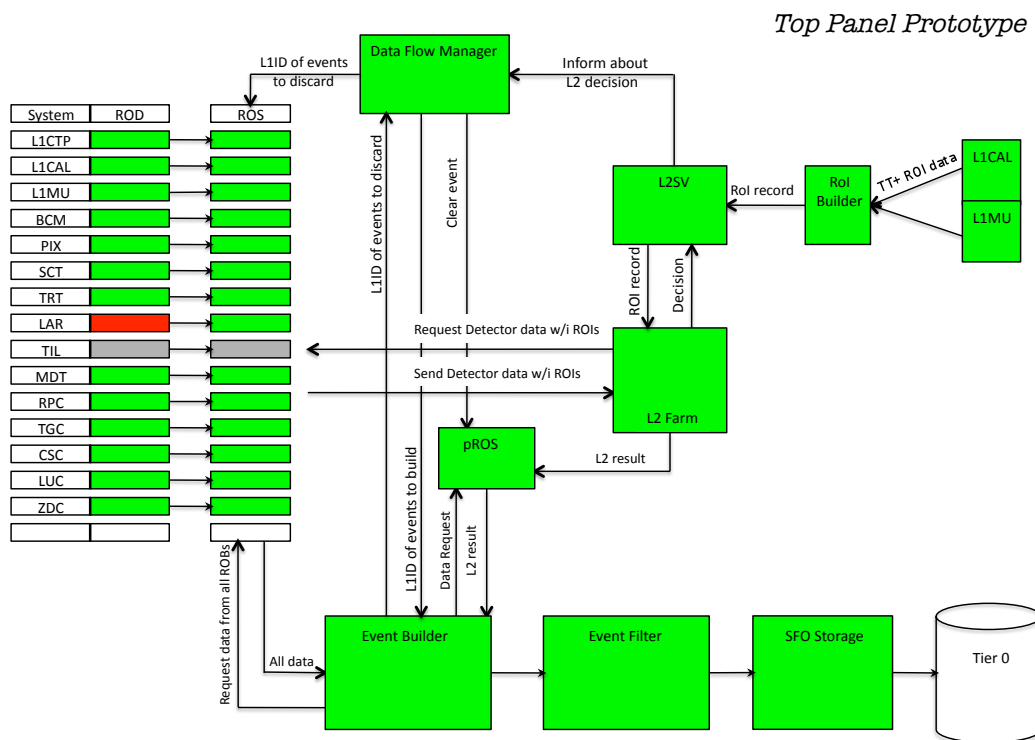 Top Panel Prototype
Data Flow Manager
L1ID of events
to discard
Inform about
L2 decision
System ROD ROS
L1CTP
L1CAL
L1MU
BCM
PIX
SCT
TRT
LAR
TIL
MDT
RPC
TGC
CSC
LUC
ZDC
L1ID of events to discard
Clear event
L2SV
ROI record
Decision
RoI record
RoI
Builder
TT+ ROI data
L1CAL
L1MU
Request Detector data w/i ROIs
Send Detector data w/i ROIs
L2 Farm
pROS
L2 result
L1ID of events to build
Data Request
L2 result
Request data from all ROBs
All data
Event Builder
Event Filter
SFO Storage
Tier 0